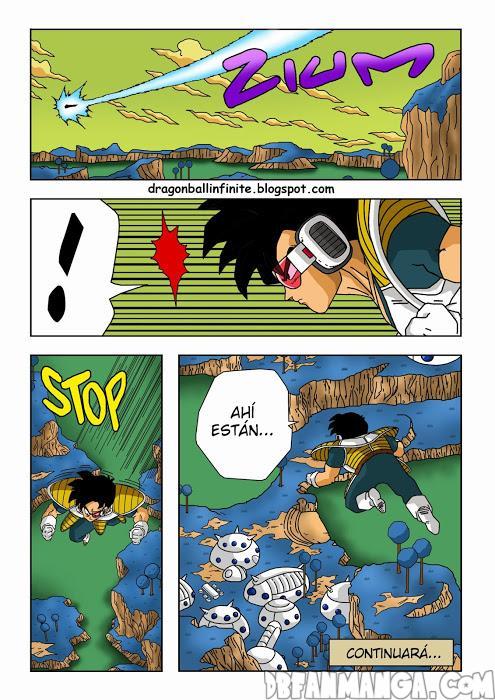 ZIUM
dragonballinfinite.blogspot.com
!
STOP
AHÍ
ESTÁN...
CONTINUARÁ...
DBFANMANGA.COM